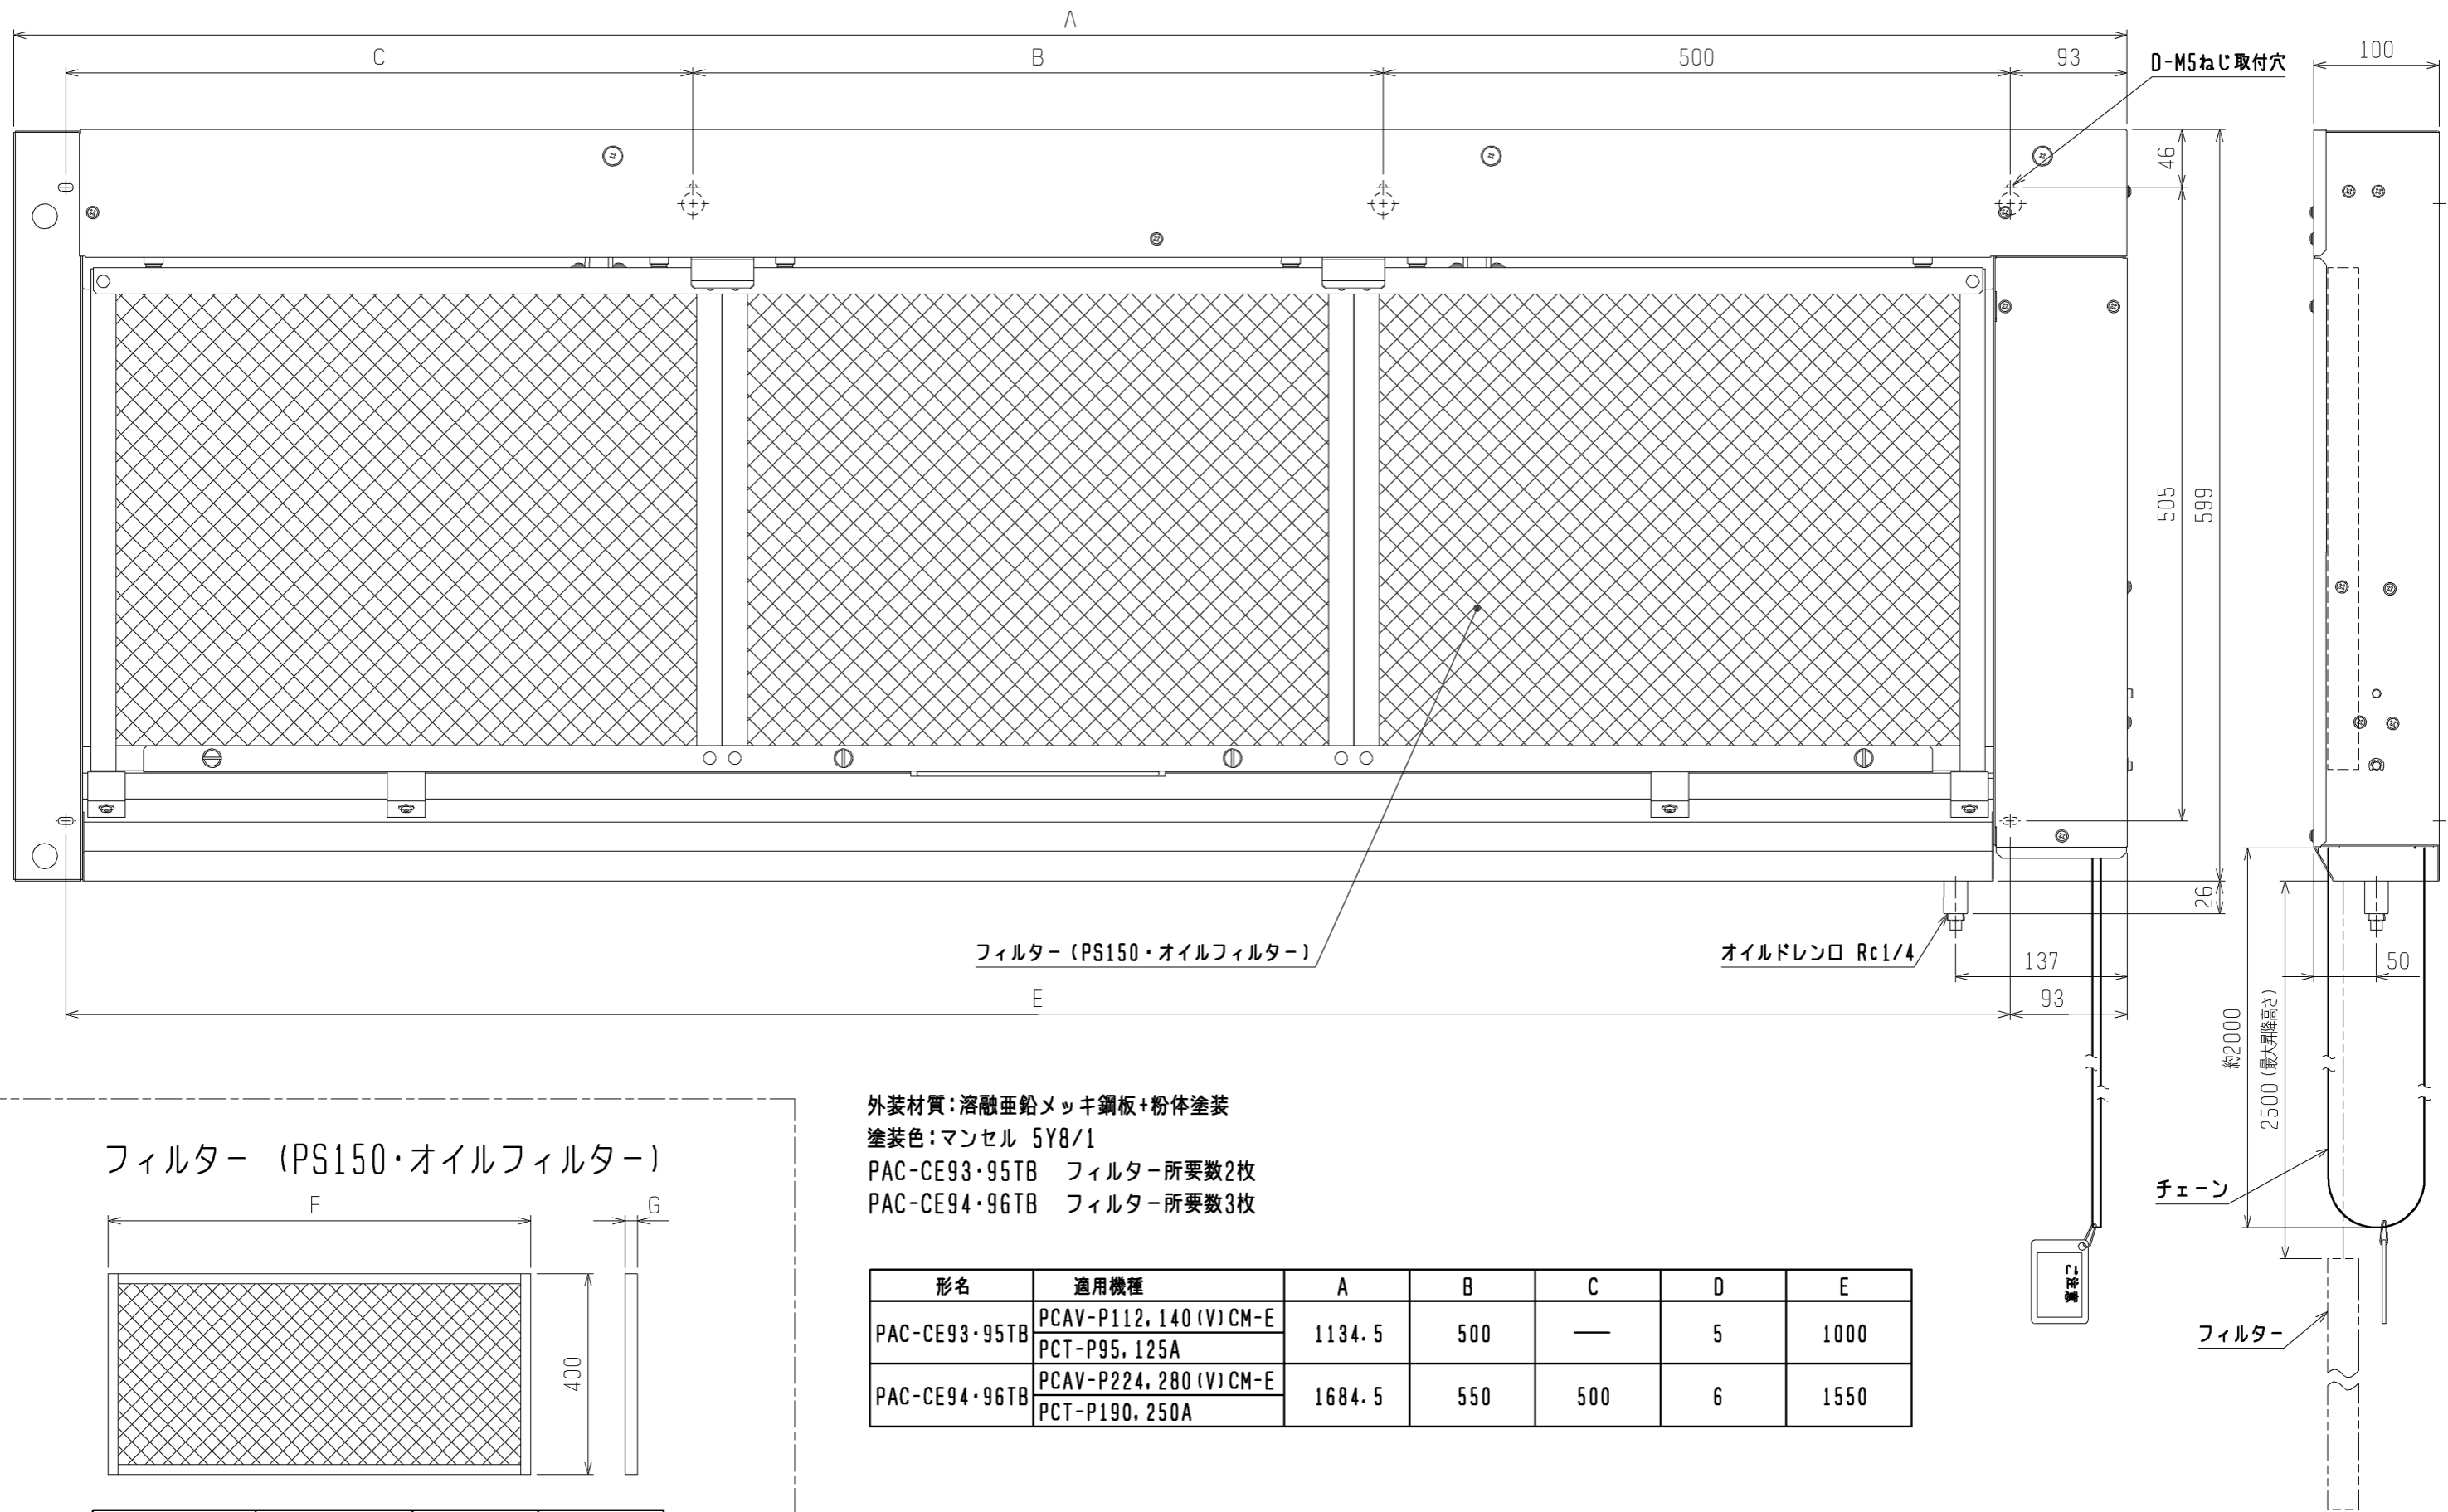 A
C
B
500
93
D-M5ねじ取付穴
100
46
505
599
26
フィルター (PS150・オイルフィルター)
オイルドレン口 Rc1/4
137
50
E
93
約2000
2500 (最大昇降高さ)
外装材質:溶融亜鉛メッキ鋼板+粉体塗装
塗装色:マンセル 5Y8/1
PAC-CE93・95TB フィルター所要数2枚
PAC-CE94・96TB フィルター所要数3枚
フィルター (PS150・オイルフィルター)
F
G
400
チェーン
ご注意
フィルター
形名 適用機種 A B C D E
PAC-CE93・95TB PCAV-P112,140(V)CM-E 1134.5 500 — 5 1000
PCT-P95,125A
PAC-CE94・96TB PCAV-P224,280(V)CM-E 1684.5 550 500 6 1550
PCT-P190,250A